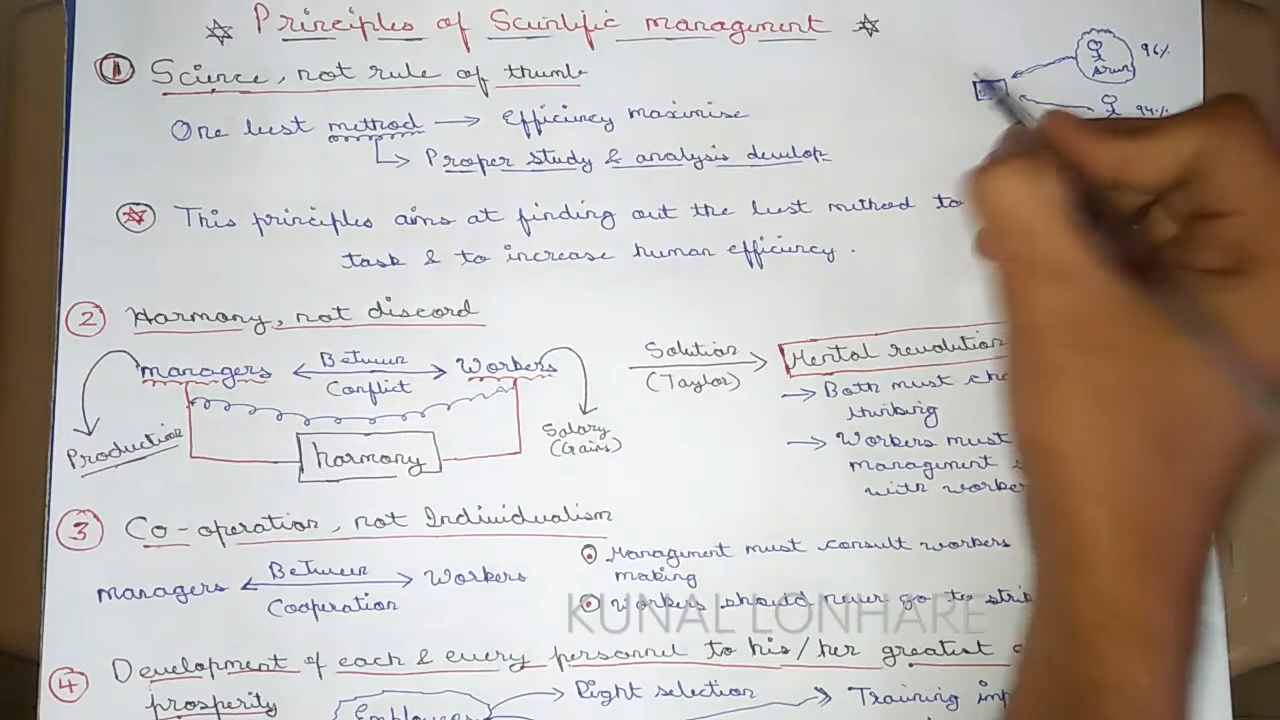 ☆ Principles of Scientific management ☆
① Science, not rule of thumb
One best method → Efficiency maximise
→ Proper study & analysis develop
☆ This principles aims at finding out the best method to
task & to increase human efficiency.
Arun 96%
94%
② Harmony, not discord
managers Between Workers
Conflict
Production
harmony
Salary
(Gains)
Solution
(Taylor)
Mental revolution
→ Both must
thinking
→ Workers must
management
with
③ Co-operation, not Individualism
managers Between Workers
Cooperation
Management must consult workers
making
Workers should never go to
KUNAL LONHARE
④ Development of each & every personnel to his/her greatest
prosperity
Employees → Right selection → Training